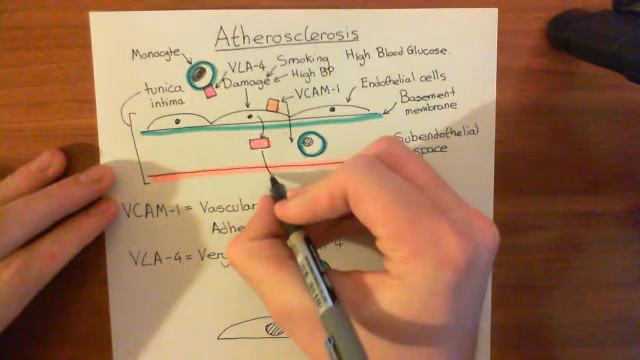 Atherosclerosis
Monocyte
VLA-4
Smoking
High Blood Glucose.
Damage
High BP
tunica
intima
VCAM-1
Endothelial cells
Basement
membrane
Subendothelial
space
VCAM-1 = Vascular
VLA-4 = Very
4